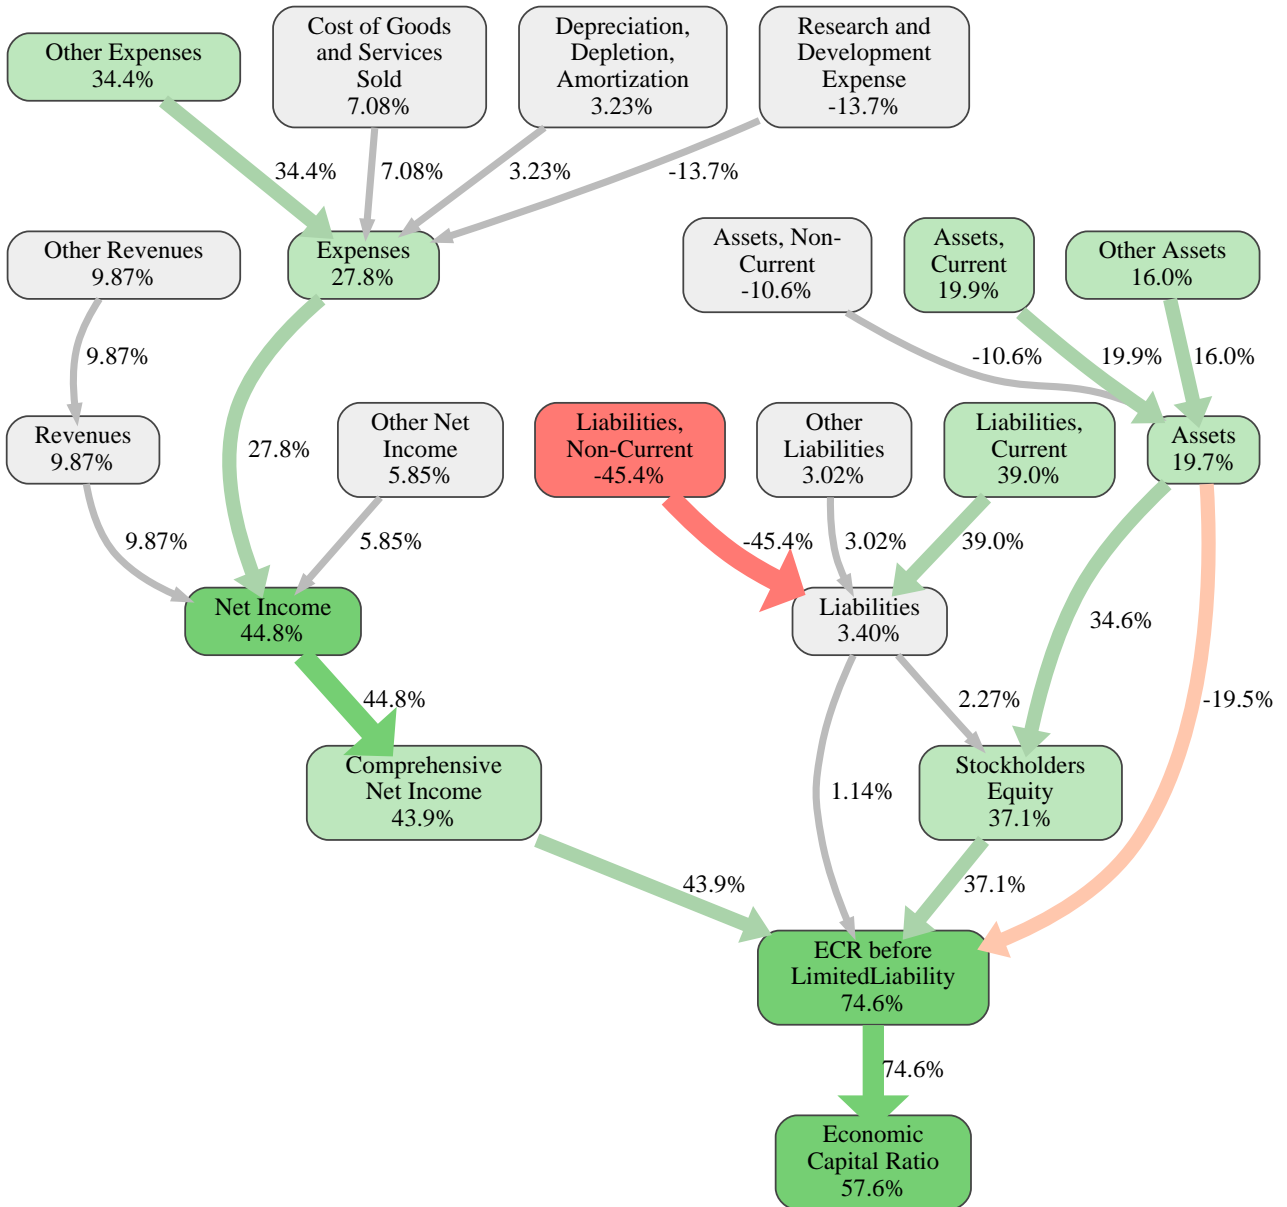 Other Expenses
34.4%
Cost of Goods
and Services
Sold
7.08%
Depreciation,
Depletion,
Amortization
3.23%
Research and
Development
Expense
-13.7%
34.4%
7.08%
3.23%
-13.7%
Other Revenues
9.87%
Expenses
27.8%
Assets, Non-
Current
-10.6%
Assets,
Current
19.9%
Other Assets
16.0%
9.87%
-10.6%
19.9%
16.0%
Revenues
9.87%
27.8%
Other Net
Income
5.85%
Liabilities,
Non-Current
-45.4%
Other
Liabilities
3.02%
Liabilities,
Current
39.0%
Assets
19.7%
9.87%
5.85%
-45.4%
3.02%
39.0%
Net Income
44.8%
Liabilities
3.40%
34.6%
-19.5%
44.8%
2.27%
Comprehensive
Net Income
43.9%
1.14%
Stockholders
Equity
37.1%
43.9%
37.1%
ECR before
LimitedLiability
74.6%
74.6%
Economic
Capital Ratio
57.6%